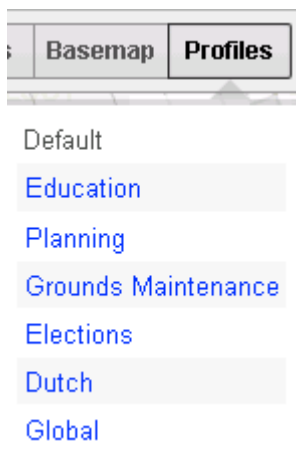 Basemap Profiles
Default
Education
Planning
Grounds Maintenance
Elections
Dutch
Global